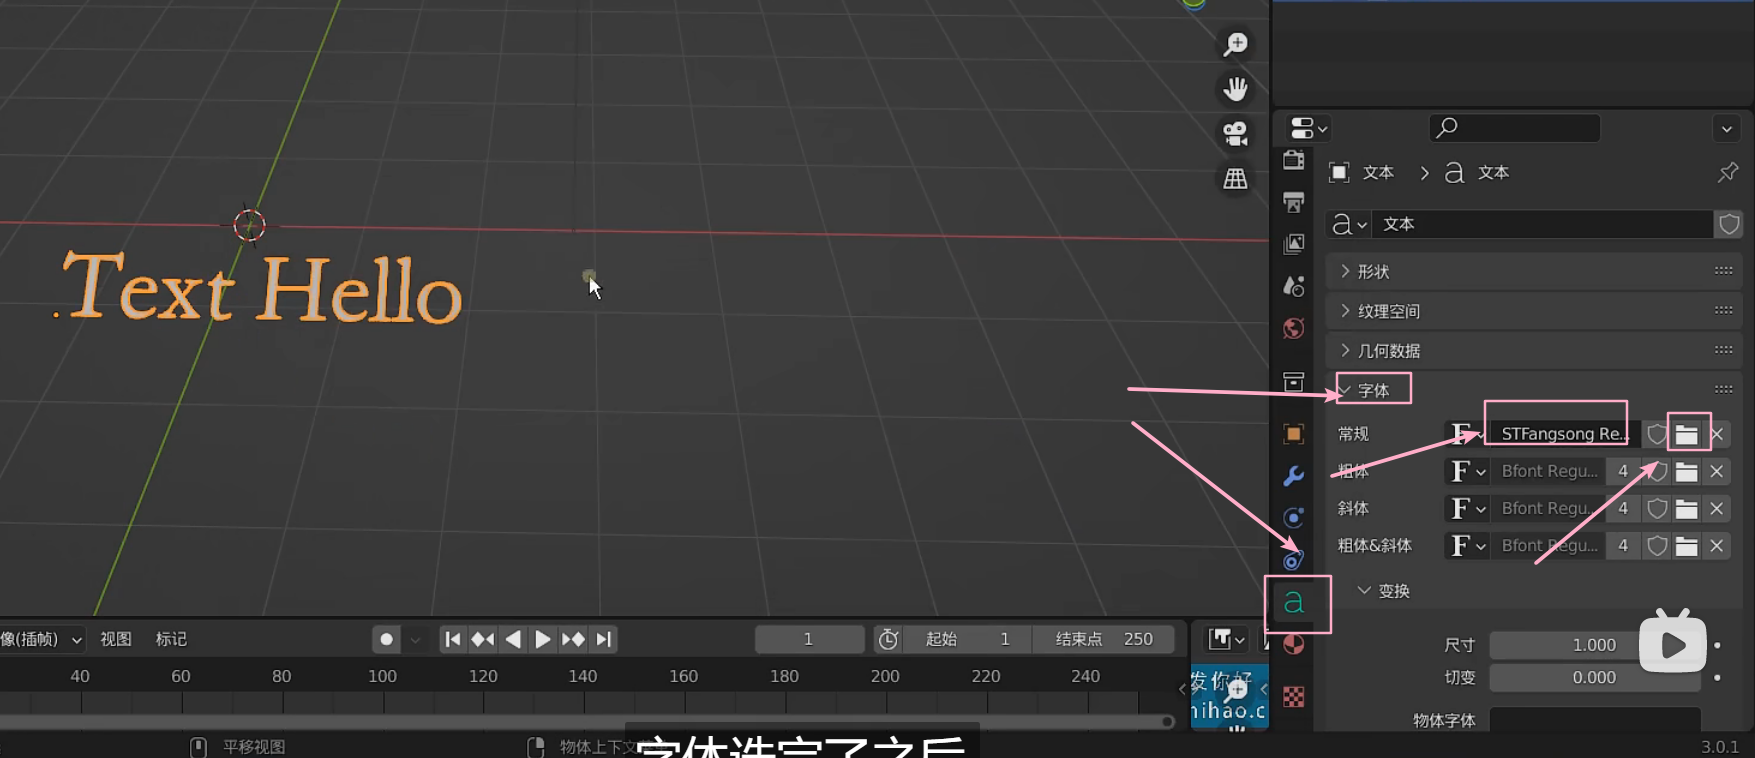 Text Hello
文本 文本
文本
形状
纹理空间
几何数据
字体
常规 F STFangsong Re...
粗体 F Bfont Regu... 4
斜体 F Bfont Regu... 4
粗体&斜体 F Bfont Regu... 4
变换
尺寸 1.000
切变 0.000
物体字体
像(插帧) 视图 标记
1 起始 1 结束点 250
40 60 80 100 120 140 160 180 200 220 240
发你好
nihao.c
平移视图 物体上下文
字体选完了之后
3.0.1